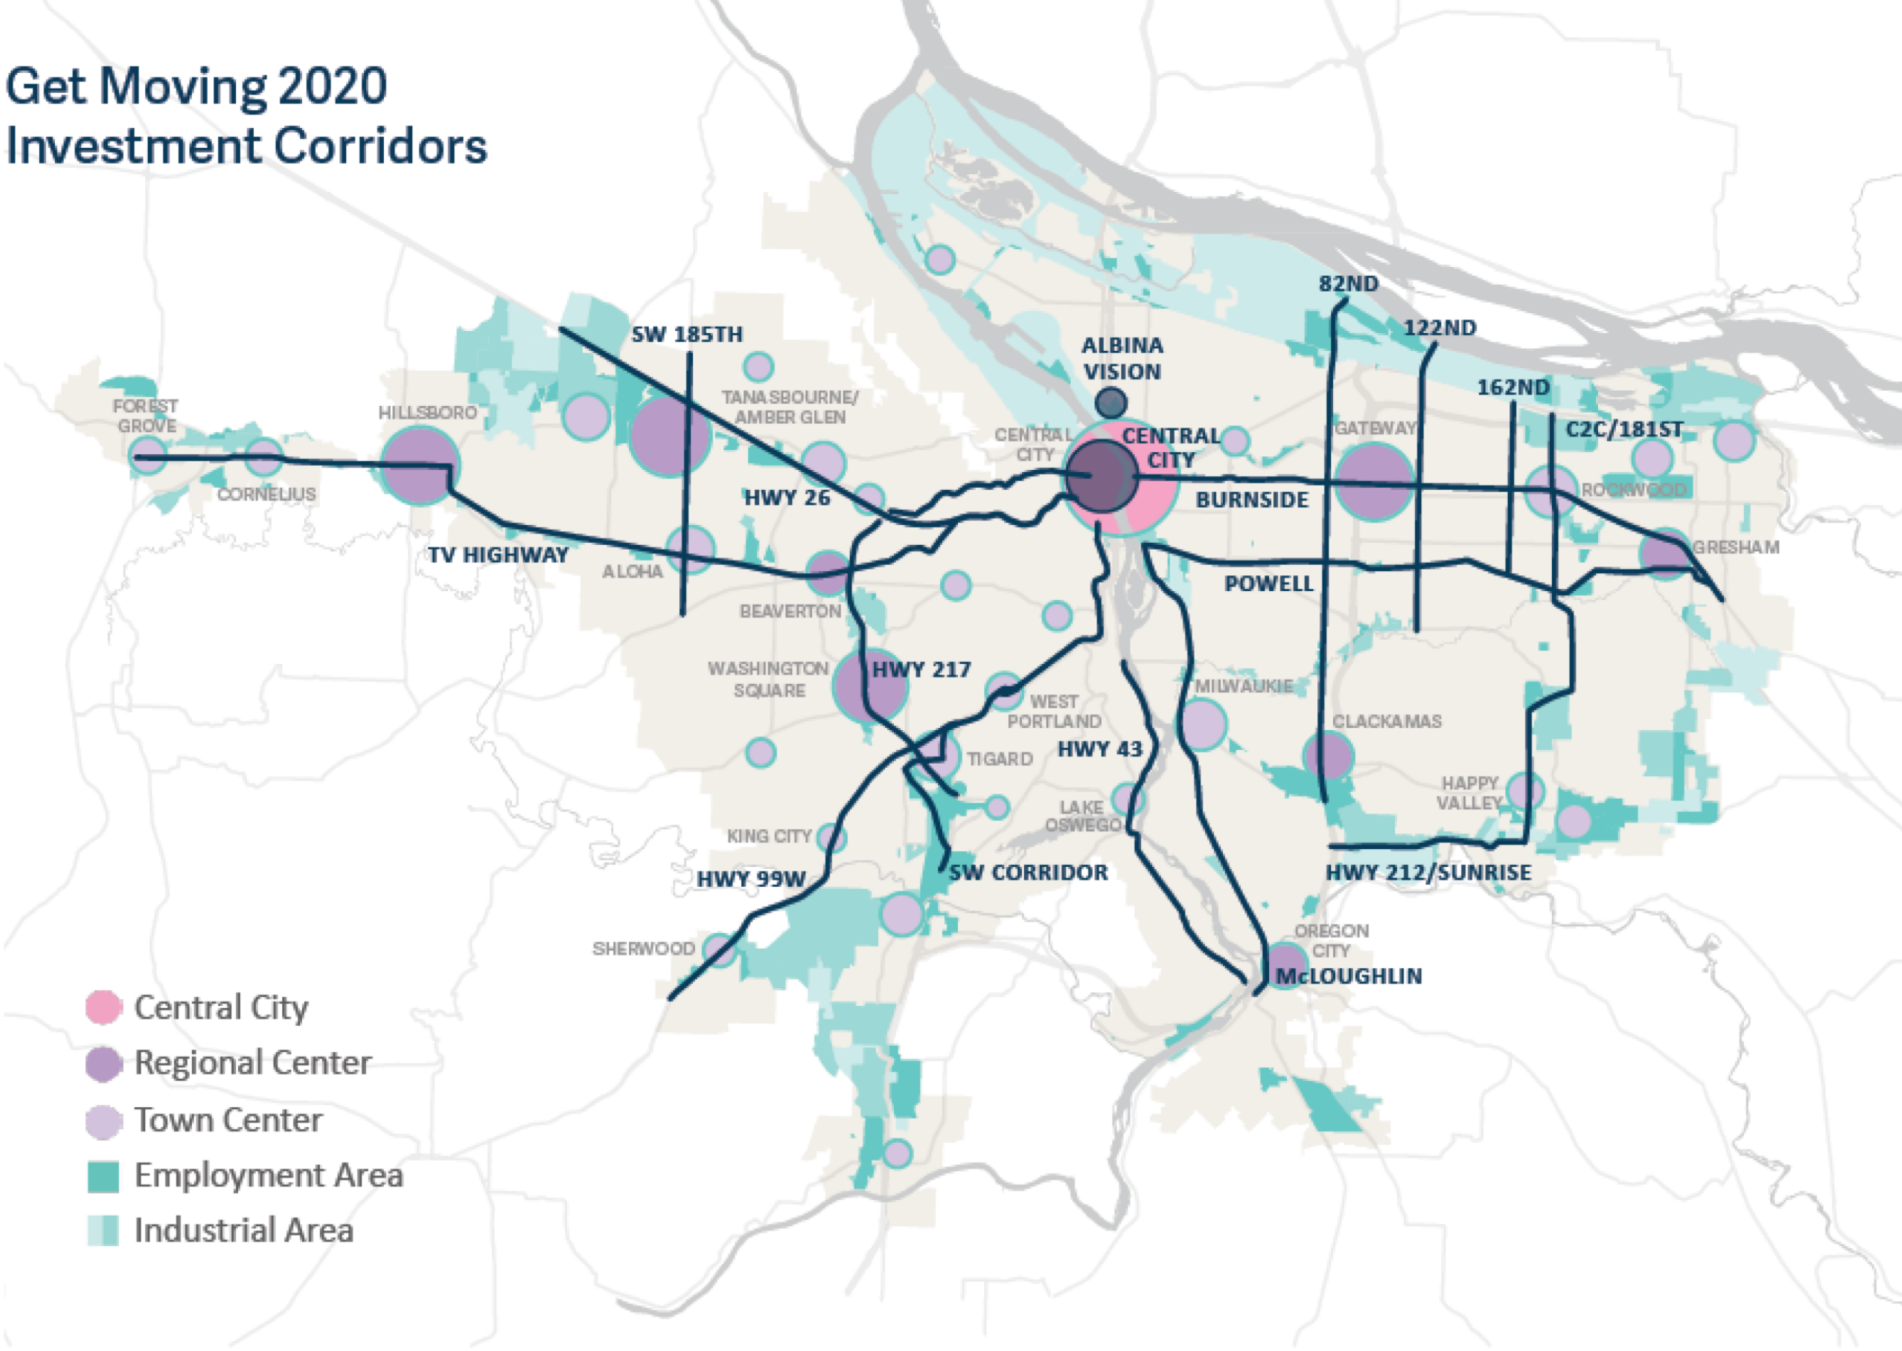 Get Moving 2020
Investment Corridors
82ND
122ND
SW 185TH
ALBINA
VISION
162ND
TANASBOURNE/
AMBER GLEN
FOREST
GROVE
HILLSBORO
CENTRAL
CITY
CENTRAL
CITY
GATEWAY
C2C/181ST
CORNELIUS
HWY 26
BURNSIDE
ROCKWOOD
TV HIGHWAY
ALOHA
GRESHAM
POWELL
BEAVERTON
WASHINGTON
SQUARE
HWY 217
MILWAUKIE
WEST
PORTLAND
CLACKAMAS
HWY 43
TIGARD
HAPPY
VALLEY
LAKE
OSWEGO
KING CITY
HWY 99W
SW CORRIDOR
HWY 212/SUNRISE
SHERWOOD
OREGON
CITY
McLOUGHLIN
Central City
Regional Center
Town Center
Employment Area
Industrial Area